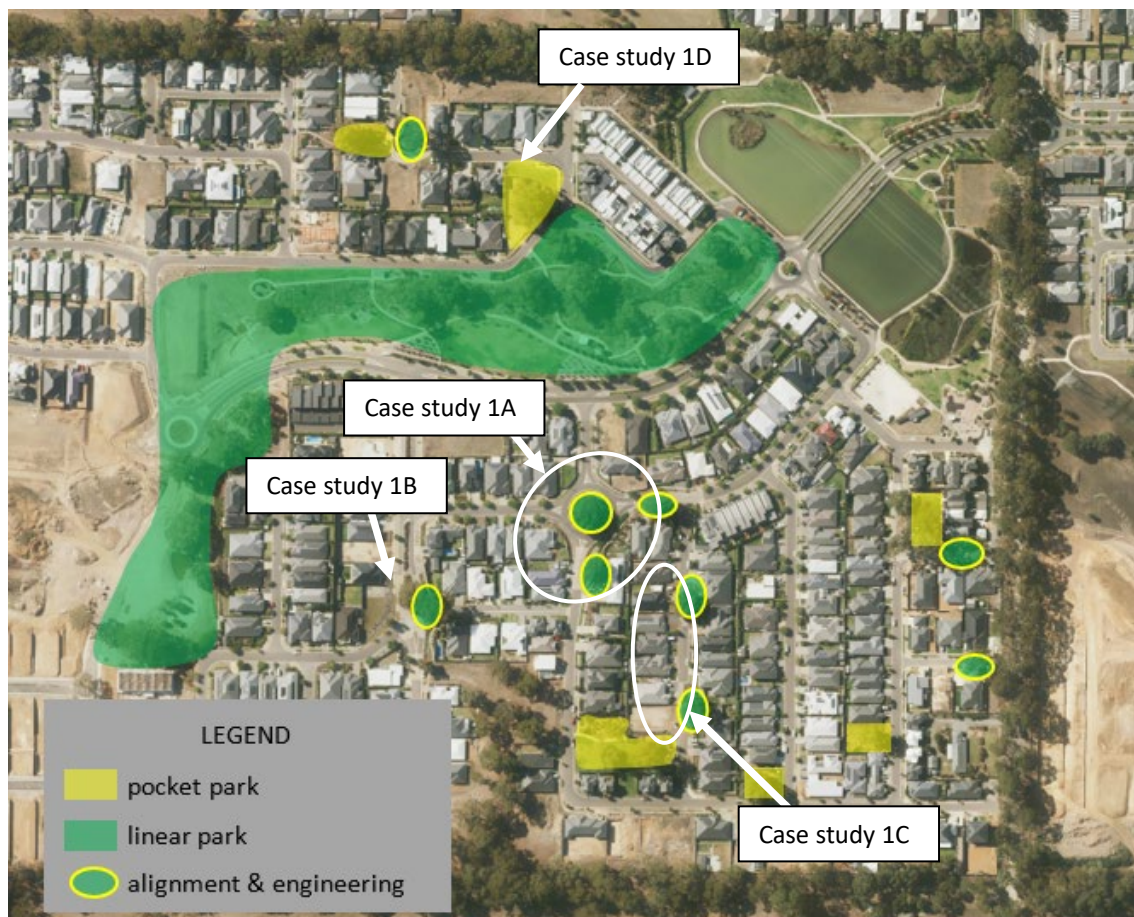 Case study 1D
Case study 1A
Case study 1B
LEGEND
pocket park
linear park
alignment & engineering
Case study 1C